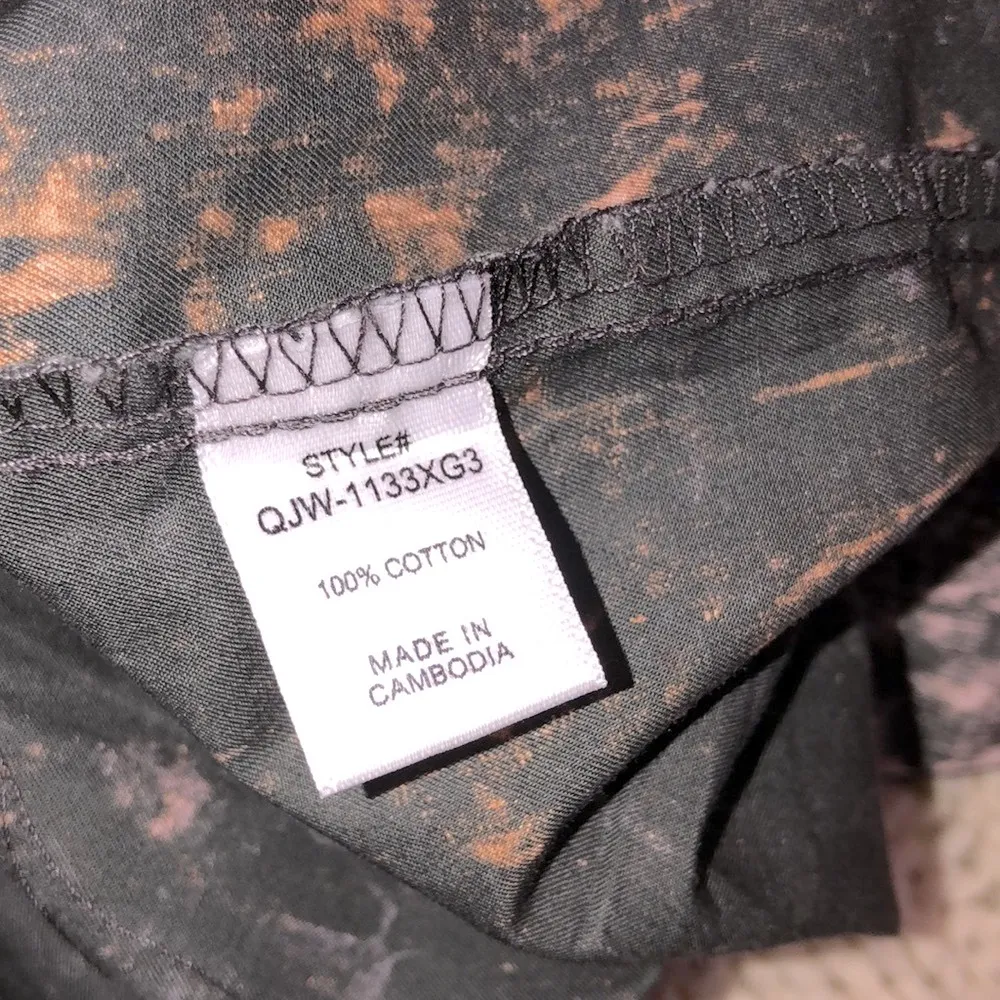 STYLE#
QJW-1133XG3
100% COTTON
MADE IN
CAMBODIA